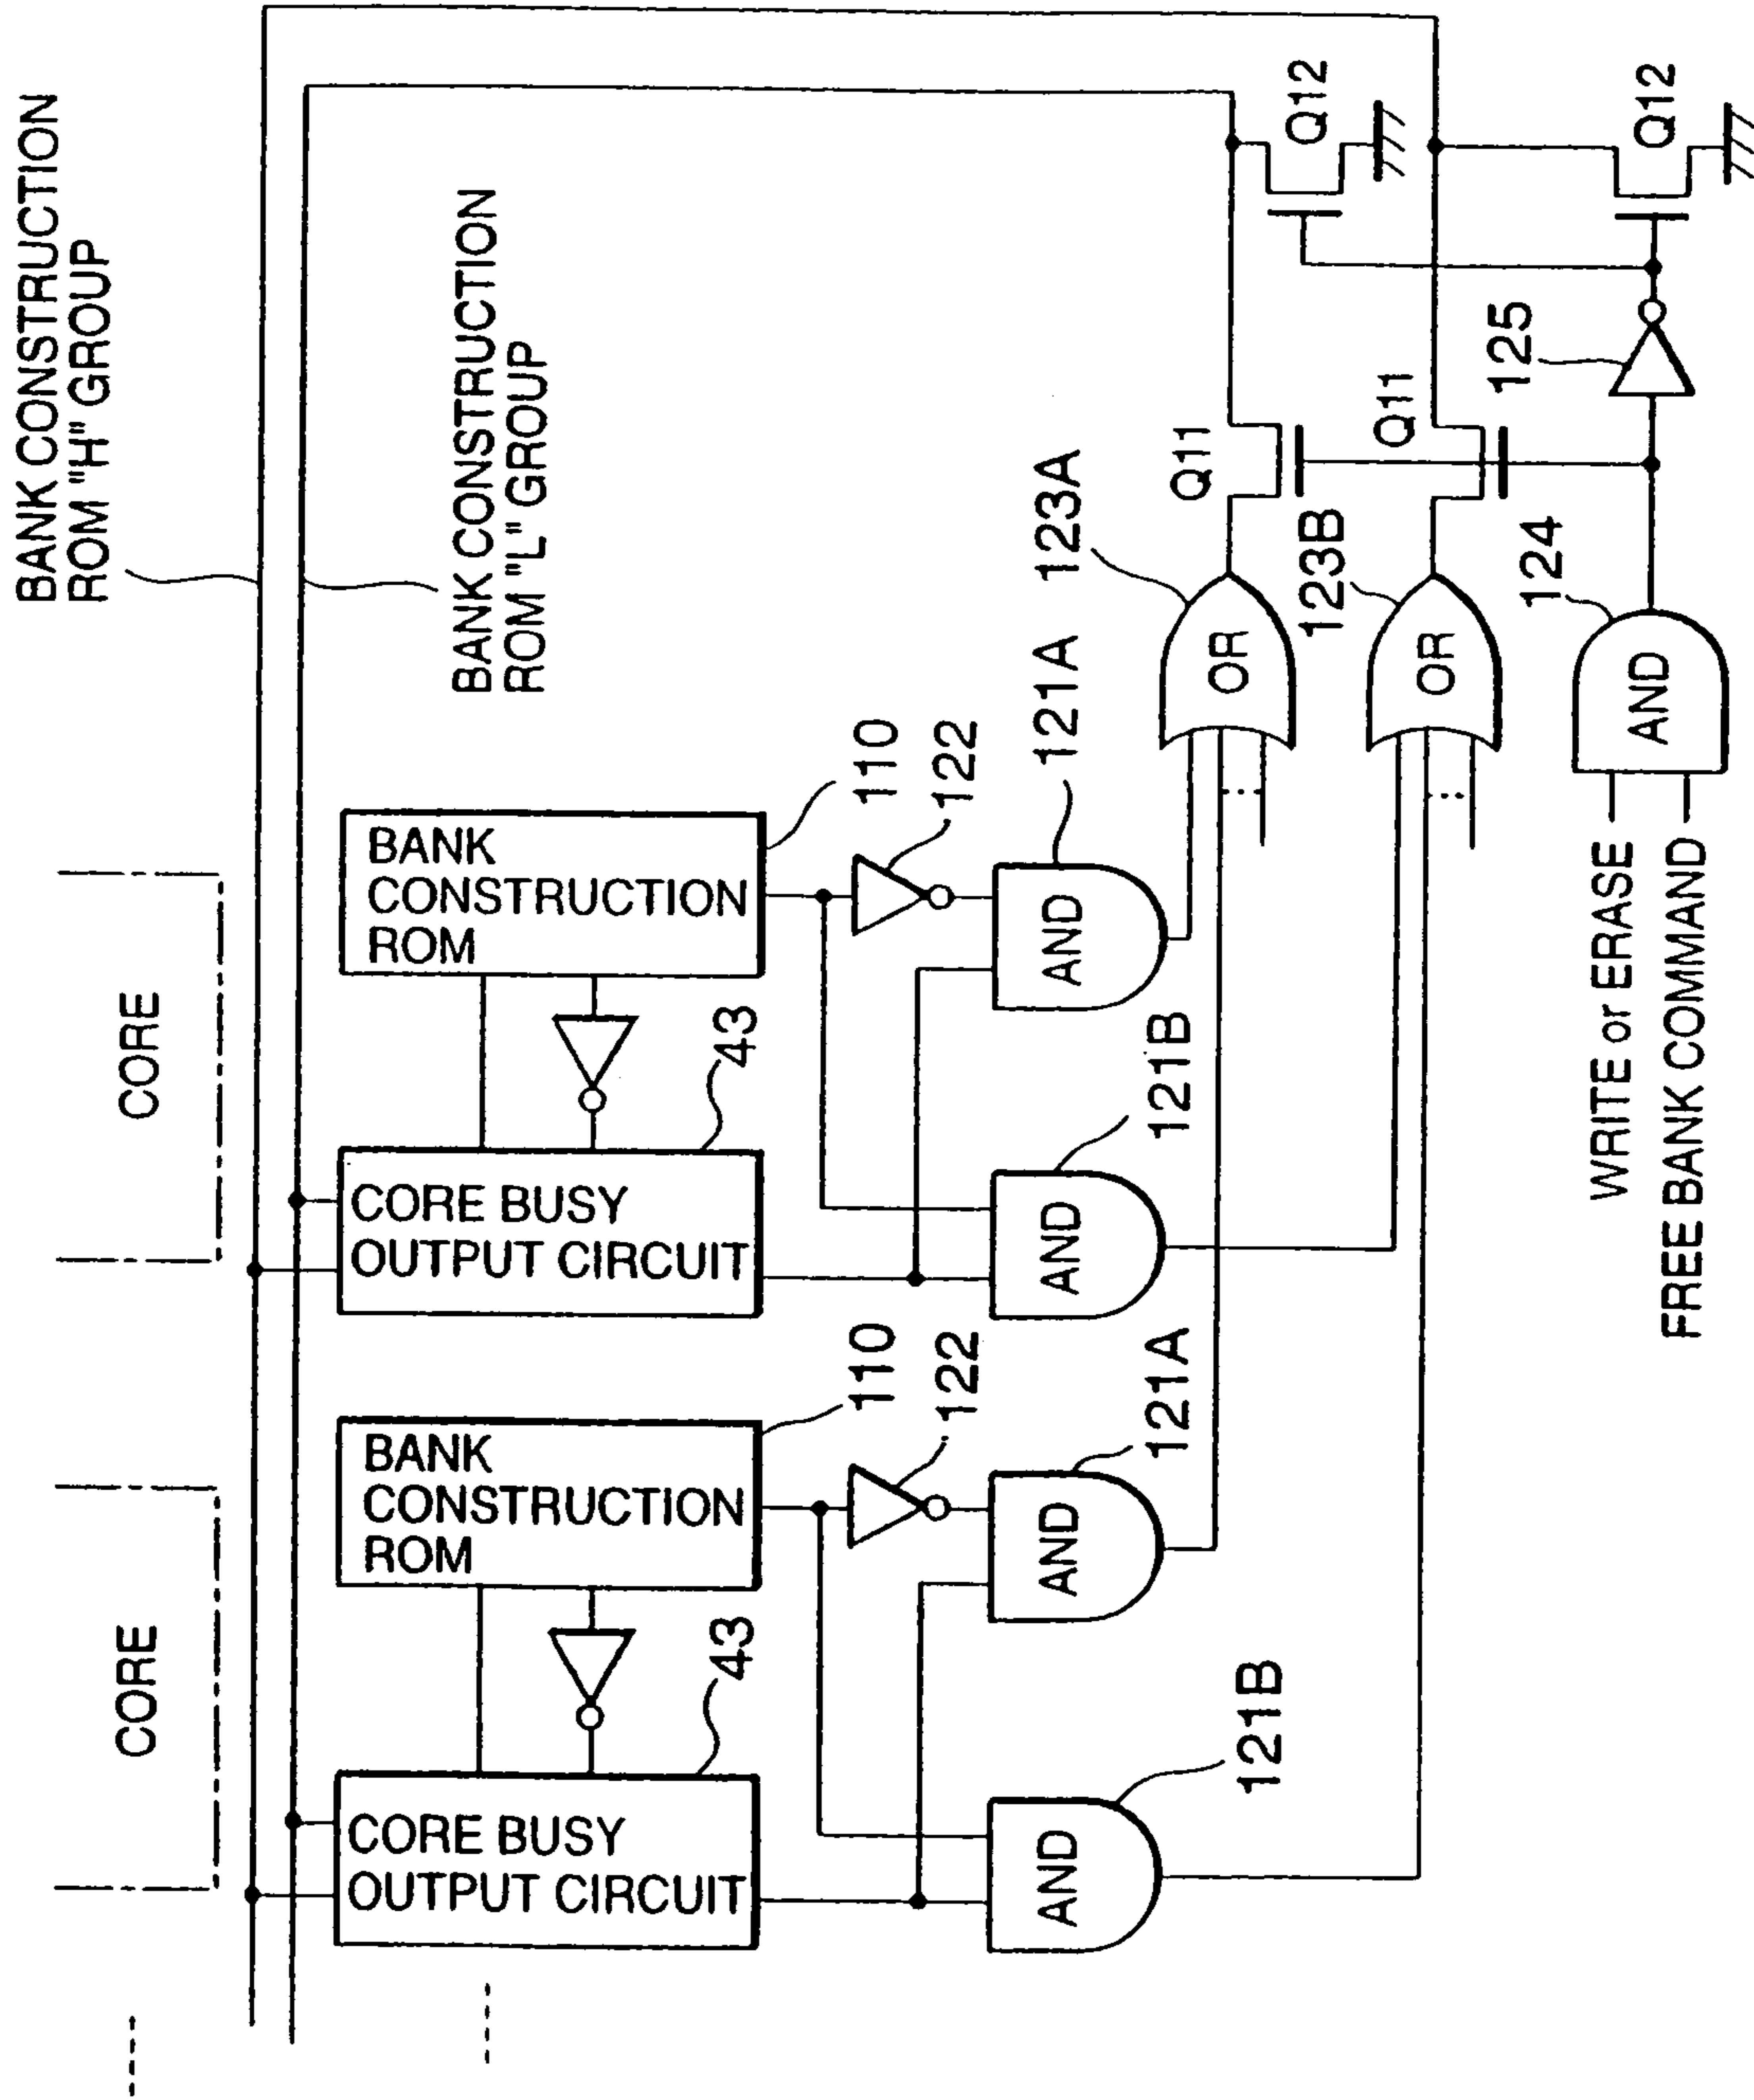 BANK CONSTRUCTION
ROM "H" GROUP
BANK CONSTRUCTION
ROM "L" GROUP
CORE
CORE
BANK
CONSTRUCTION
ROM
110
122
43
CORE BUSY
OUTPUT CIRCUIT
AND
121A
AND
121B
BANK
CONSTRUCTION
ROM
110
122
43
CORE BUSY
OUTPUT CIRCUIT
AND
121A
AND
121B
OR
123A
OR
123B
Q11
Q11
Q12
Q12
AND
124
125
WRITE or ERASE
FREE BANK COMMAND